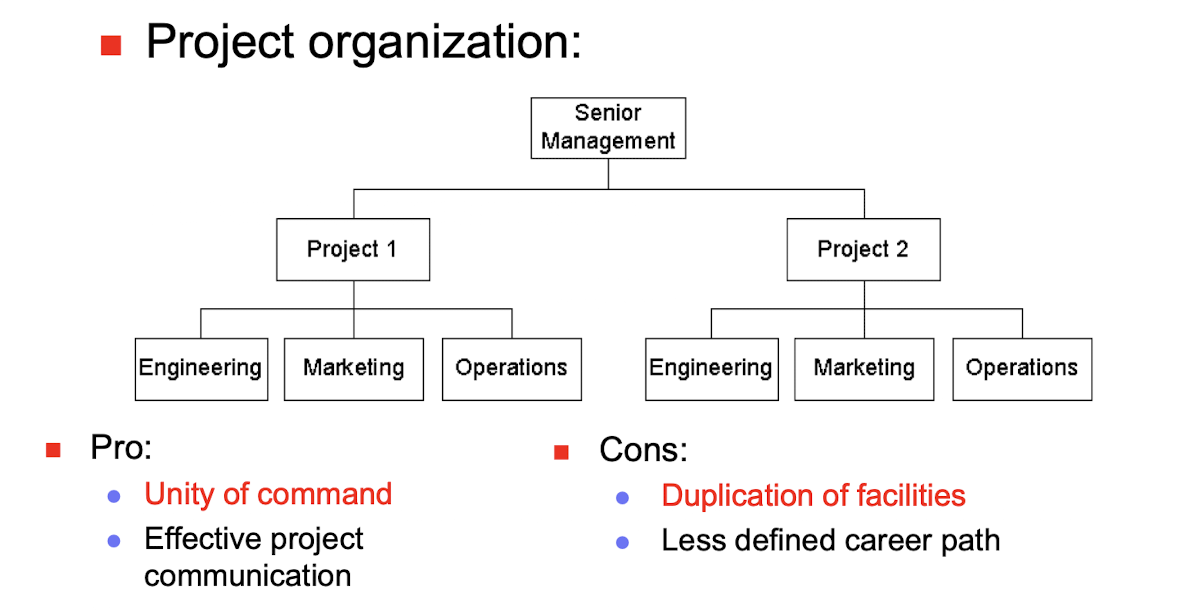 Project organization:
Senior
Management
Project 1
Project 2
Engineering
Marketing
Operations
Engineering
Marketing
Operations
Pro:
Unity of command
Effective project
communication
Cons:
Duplication of facilities
Less defined career path